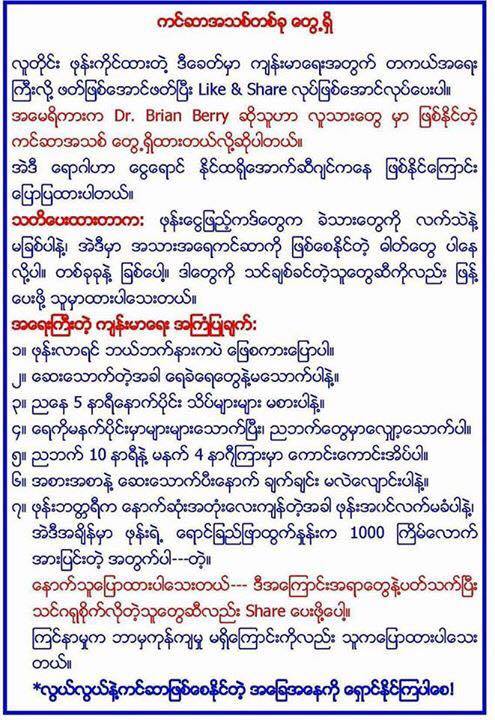 ကင်ဆာအသစ်တစ်ခု တွေ့ရှိ
လူတိုင်း ဖုန်းကိုင်ထားတဲ့ ဒီခေတ်မှာ ကျန်းမာရေးအတွက် တကယ်အရေး
ကြီးလို့ ဖတ်ဖြစ်အောင်ဖတ်ပြီး Like & Share လုပ်ဖြစ်အောင်လုပ်ပေးပါ။
အမေရိကားက Dr. Brian Berry ဆိုသူဟာ လူသားတွေ မှာ ဖြစ်နိုင်တဲ့
ကင်ဆာအသစ် တွေ့ရှိထားတယ်လို့ဆိုပါတယ်။
အဲဒီ ရောဂါဟာ ငွေရောင် နိုင်ထရိုအောက်ဆီဂျင်ကနေ ဖြစ်နိုင်ကြောင်း
ပြောပြထားပါတယ်။
သတိပေးထားတာက: ဖုန်းငွေဖြည့်ကဒ်တွေက ခဲသားတွေကို လက်သဲနဲ့
မခြစ်ပါနဲ့၊ အဲဒီမှာ အသားအရေကင်ဆာကို ဖြစ်စေနိုင်တဲ့ ဓါတ်တွေ ပါနေ
လို့ပါ။ တစ်ခုခုနဲ့ ခြစ်ပေါ့။ ဒါတွေကို သင်ချစ်ခင်တဲ့သူတွေဆီကိုလည်း ဖြန့်
ပေးဖို့ သူမှာထားပါသေးတယ်။
အရေးကြီးတဲ့ ကျန်းမာရေး အကြံပြုချက်:
၁။ ဖုန်းလာရင် ဘယ်ဘက်နားကပဲ ဖြေစကားပြောပါ။
၂။ ဆေးသောက်တဲ့အခါ ရေခဲရေတွေနဲ့မသောက်ပါနဲ့။
၃။ ညနေ 5 နာရီနောက်ပိုင်း သိပ်များများ မစားပါနဲ့။
၄။ ရေကိုမနက်ပိုင်းမှာများများသောက်ပြီး၊ ညဘက်တွေမှာလျှော့သောက်ပါ။
၅။ ညဘက် 10 နာရီနဲ့ မနက် 4 နာဂှီကြားမှာ ကောင်းကောင်းအိပ်ပါ။
၆။ အစားအစာနဲ့ ဆေးသောက်ပီးနောက် ချက်ချင်း မလဲလျောင်းပါနဲ့။
၇။ ဖုန်းဘတ္တရီက နောက်ဆုံးအတုံးလေးကျန်တဲ့အခါ ဖုန်းအပင်လက်မခံပါနဲ့၊
အဲဒီအချိန်မှာ ဖုန်းရဲ့ ရောင်ခြည်ဖြာထွက်နှုန်းက 1000 ကြိမ်လောက်
အားပြင်းတဲ့ အတွက်ပါ---တဲ့။
နောက်သူပြောထားပါသေးတယ်--- ဒီအကြောင်းအရာတွေနဲ့ပတ်သက်ပြီး
သင်ဂရုစိုက်လိုတဲ့သူတွေဆီလည်း Share ပေးဖို့ပေ့ါ။
ကြင်နာမှုက ဘာမှကုန်ကျမှု မရှိကြောင်းကိုလည်း သူကပြောထားပါသေး
တယ်။
*လွယ်လွယ်နဲ့ကင်ဆာဖြစ်စေနိုင်တဲ့ အခြေအနေကို ရှောင်နိုင်ကြပါစေ!